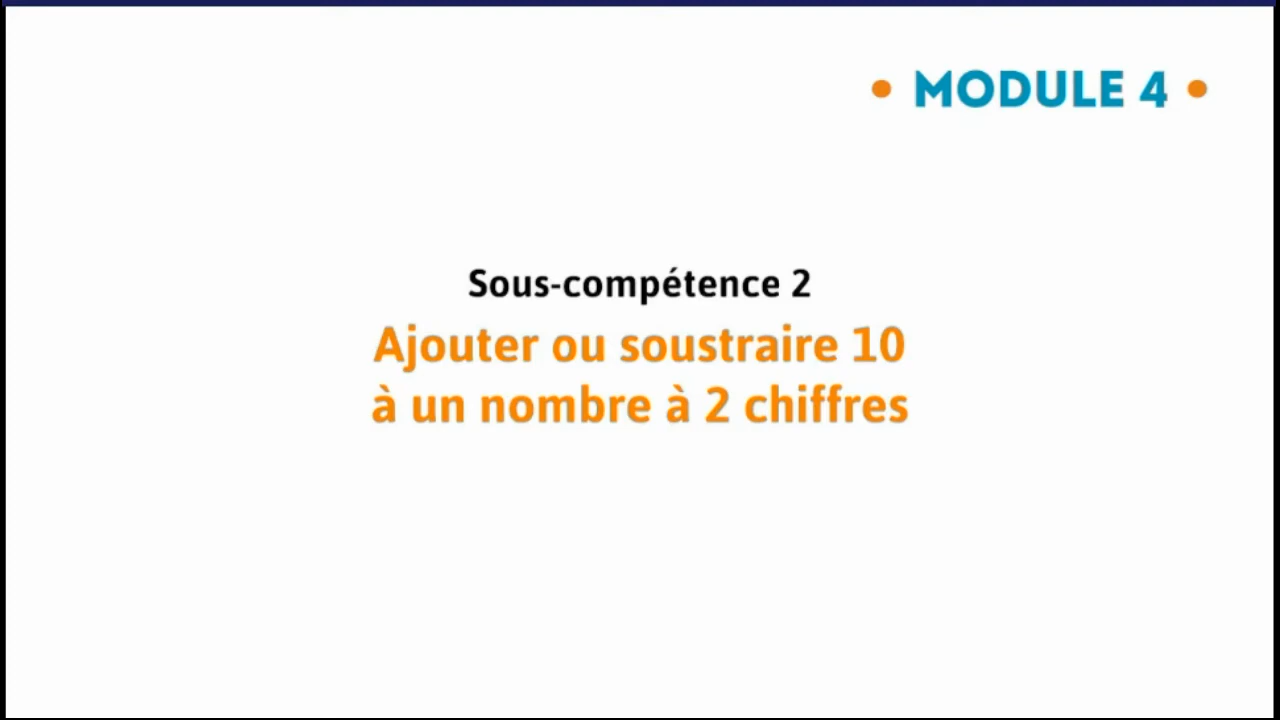 • MODULE 4 •
Sous-compétence 2
Ajouter ou soustraire 10
à un nombre à 2 chiffres